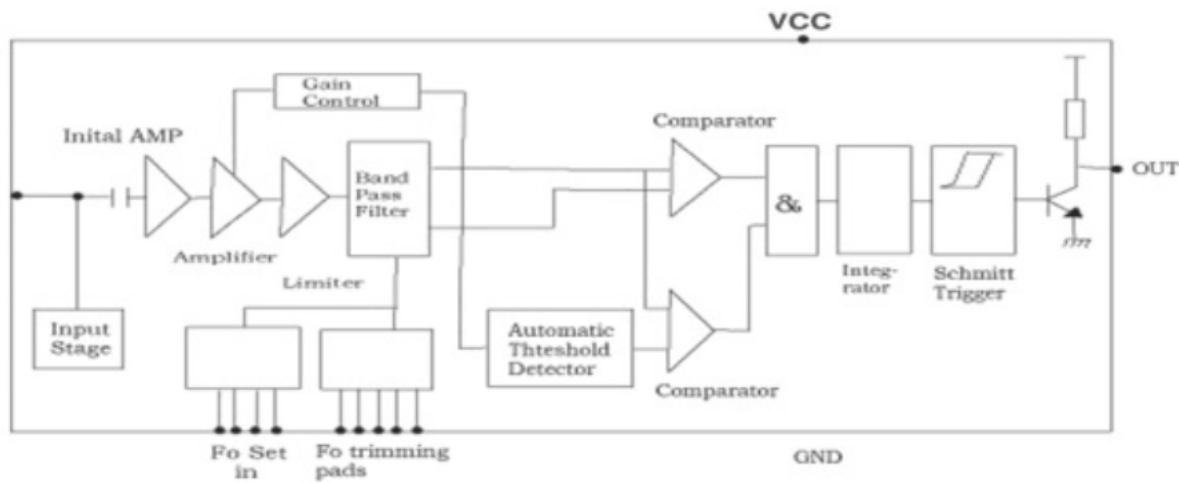 VCC
Gain
Control
Inital AMP
Comparator
Band
Pass
Filter
OUT
&
Amplifier
Limiter
Integ-
rator
Schmitt
Trigger
Input
Stage
Automatic
Thteshold
Detector
Comparator
Fo Set
in
Fo trimming
pads
GND